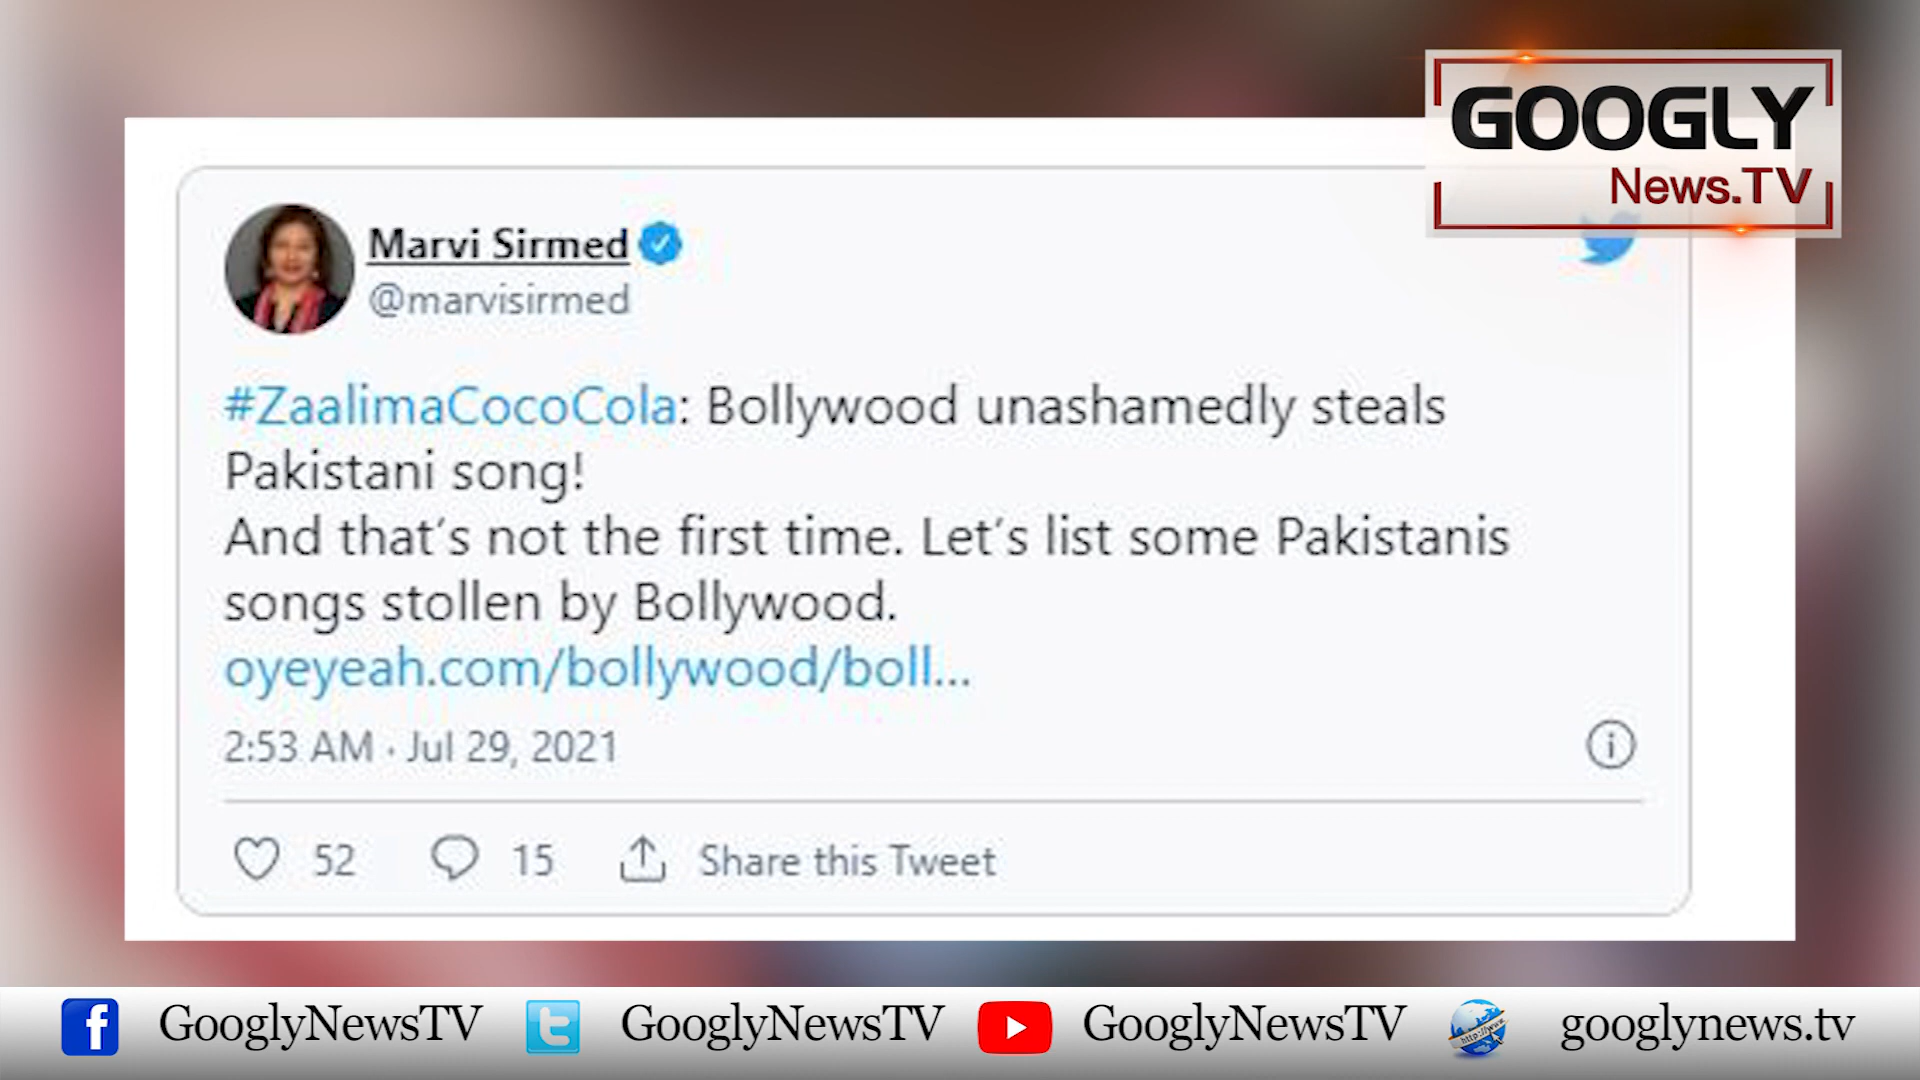 GOOGLY
News.TV
Marvi Sirmed
@marvisirmed
#ZaalimaCocoCola: Bollywood unashamedly steals
Pakistani song!
And that's not the first time. Let's list some Pakistanis
songs stollen by Bollywood.
oyeyeah.com/bollywood/boll...
2:53 AM · Jul 29, 2021
52 15 Share this Tweet
GooglyNewsTV GooglyNewsTV GooglyNewsTV googlynews.tv